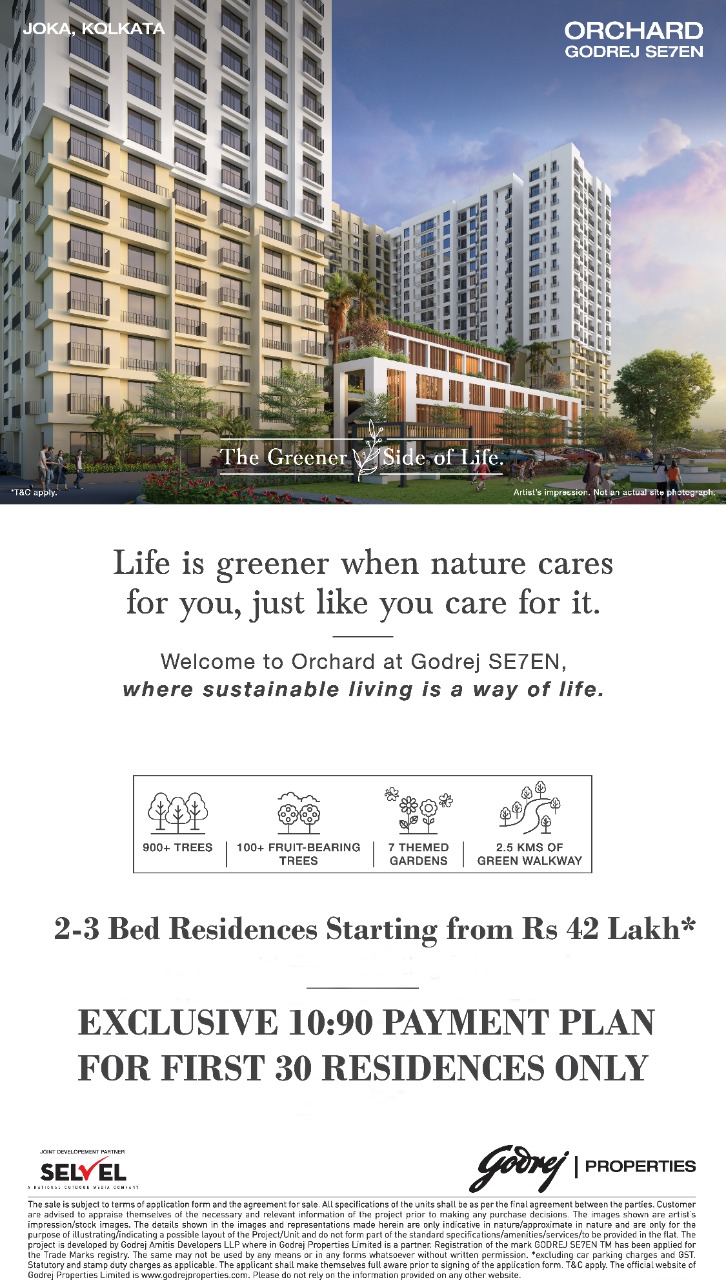 JOKA, KOLKATA
ORCHARD
GODREJ SE7EN
The Greener Side of Life.
*T&C apply.
Artist's impression. Not an actual site photograph.
Life is greener when nature cares
for you, just like you care for it.
Welcome to Orchard at Godrej SE7EN,
where sustainable living is a way of life.
900+ TREES
100+ FRUIT-BEARING
TREES
7 THEMED
GARDENS
2.5 KMS OF
GREEN WALKWAY
2-3 Bed Residences Starting from Rs 42 Lakh*
EXCLUSIVE 10:90 PAYMENT PLAN
FOR FIRST 30 RESIDENCES ONLY
JOINT DEVELOPEMENT PARTNER
SELVEL
A NATIONAL OUTDOOR MEDIA COMPANY
Godrej | PROPERTIES
The sale is subject to terms of application form and the agreement for sale. All specifications of the units shall be as per the final agreement between the parties. Customer
are advised to appraise themselves of the necessary and relevant information of the project prior to making any purchase decisions. The images shown are artist's
impression/stock images. The details shown in the images and representations made herein are only indicative in nature/approximate in nature and are only for the
purpose of illustrating/indicating a possible layout of the Project/Unit and do not form part of the standard specifications/amenities/services/to be provided in the flat. The
project is developed by Godrej Amitis Developers LLP where in Godrej Properties Limited is a partner. Registration of the mark GODREJ SE7EN TM has been applied for
the Trade Marks registry. The same may not be used by any means or in any forms whatsoever without written permission. *excluding car parking charges and GST.
Statutory and stamp duty charges as applicable. The applicant shall make themselves full aware prior to signing of the application form. T&C apply. The official website of
Godrej Properties Limited is www.godrejproperties.com. Please do not rely on the information provided on any other website.